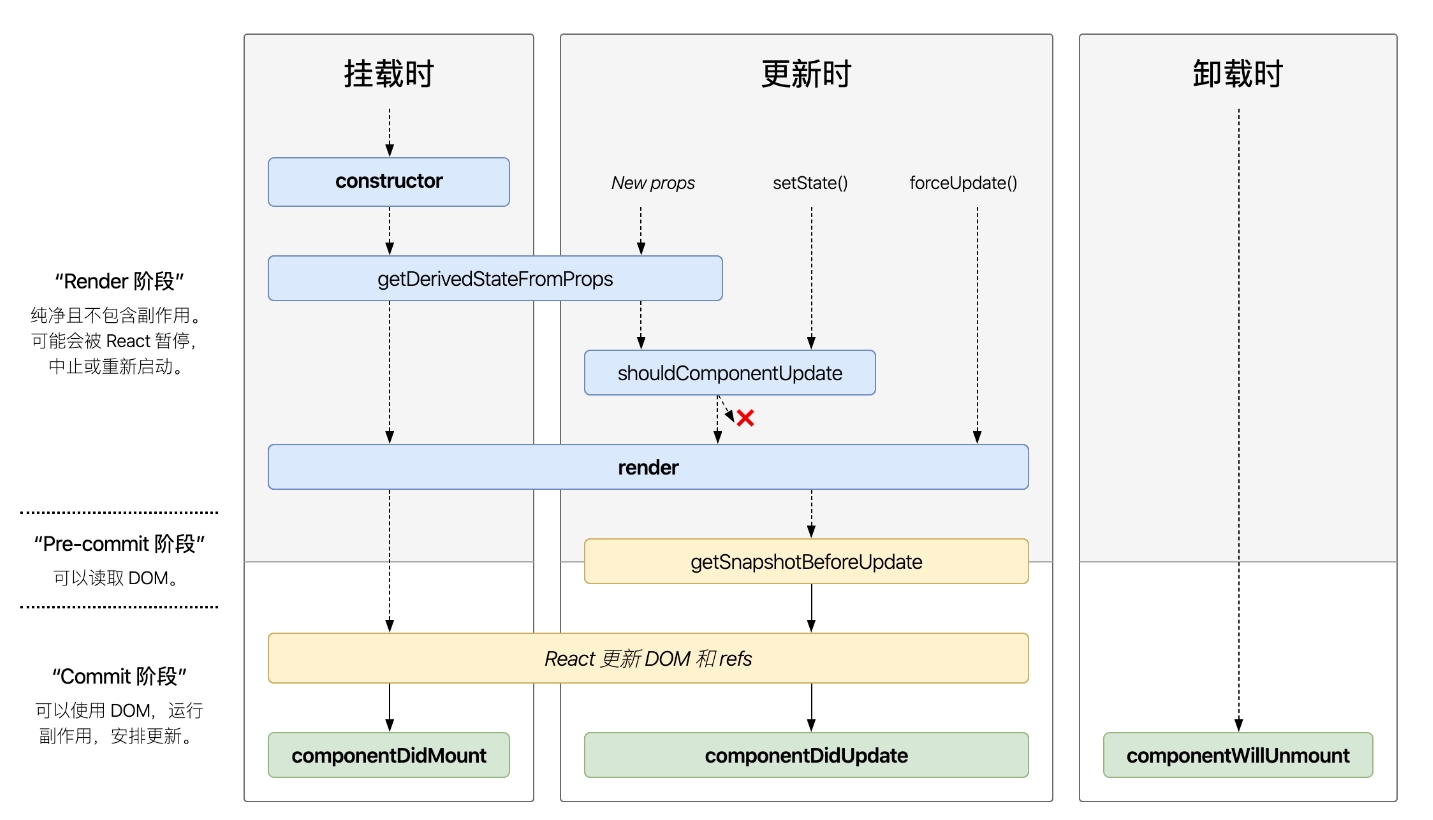 挂载时
更新时
卸载时
constructor
New props
setState()
forceUpdate()
getDerivedStateFromProps
shouldComponentUpdate
render
getSnapshotBeforeUpdate
React 更新 DOM 和 refs
componentDidMount
componentDidUpdate
componentWillUnmount
“Render 阶段”
纯净且不包含副作用。
可能会被 React 暂停，
中止或重新启动。
“Pre-commit 阶段”
可以读取 DOM。
“Commit 阶段”
可以使用 DOM，运行
副作用，安排更新。